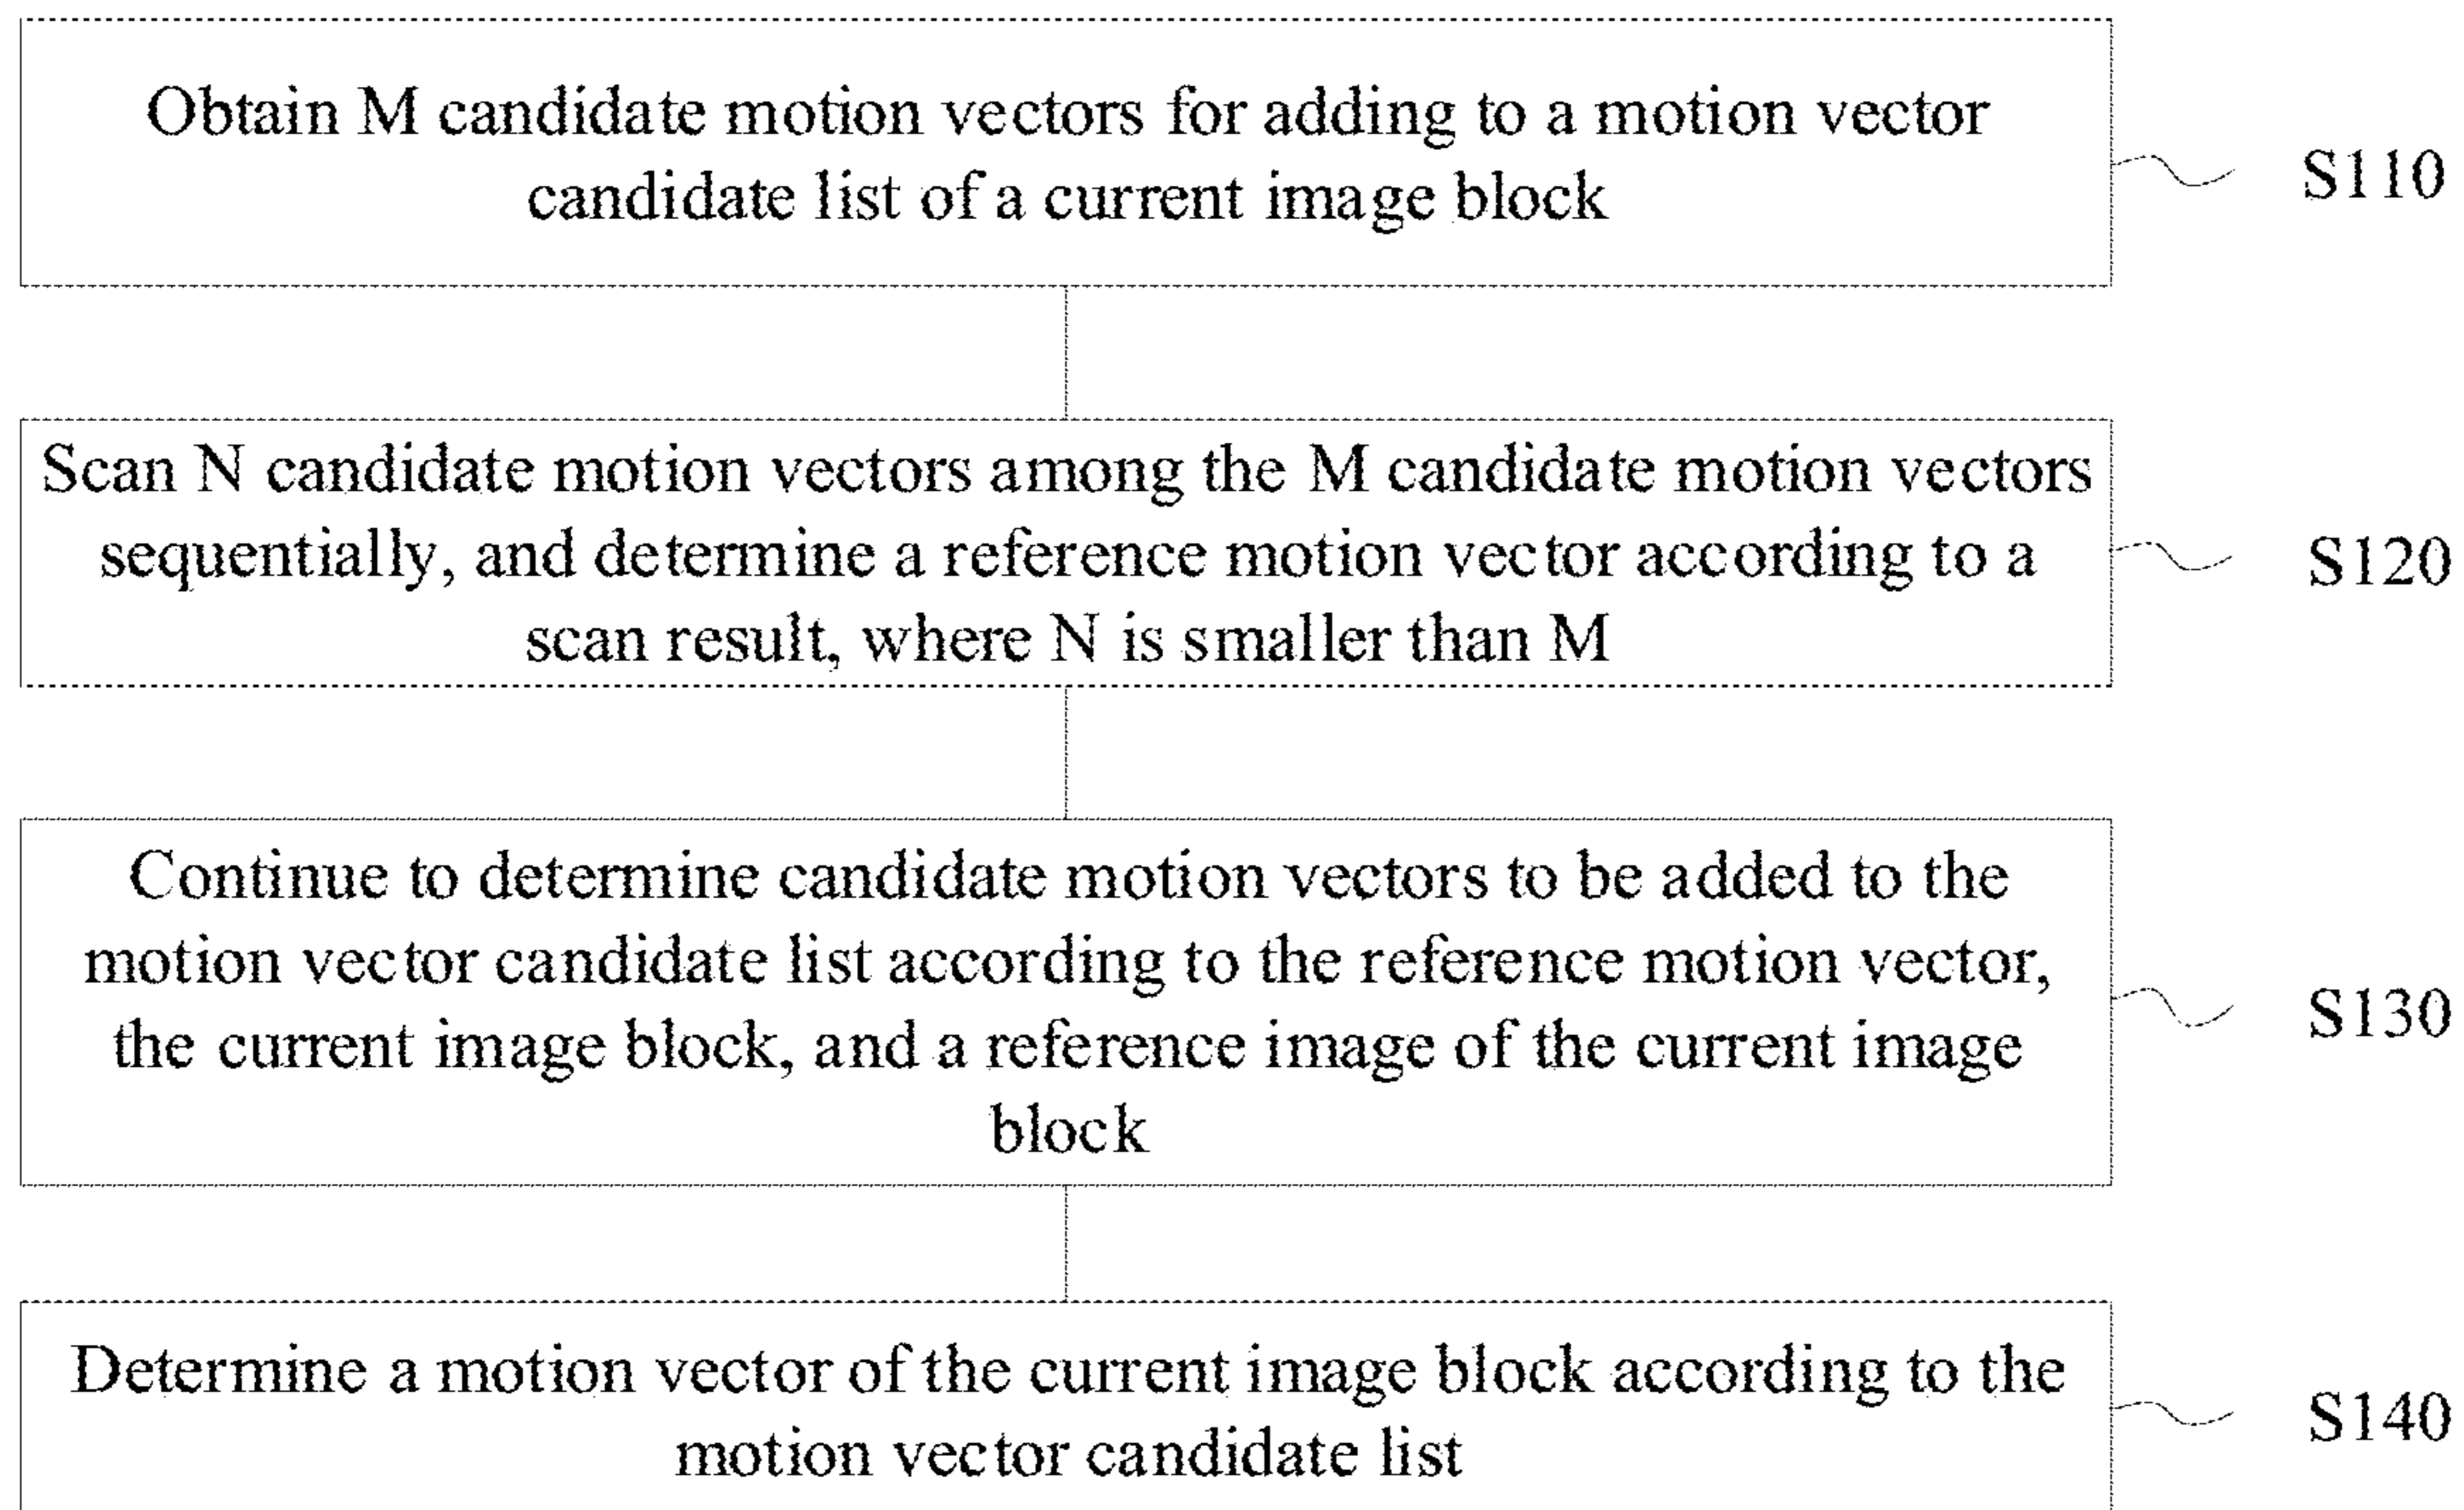 Obtain M candidate motion vectors for adding to a motion vector
candidate list of a current image block
S110
Scan N candidate motion vectors among the M candidate motion vectors
sequentially, and determine a reference motion vector according to a
scan result, where N is smaller than M
S120
Continue to determine candidate motion vectors to be added to the
motion vector candidate list according to the reference motion vector,
the current image block, and a reference image of the current image
block
S130
Determine a motion vector of the current image block according to the
motion vector candidate list
S140